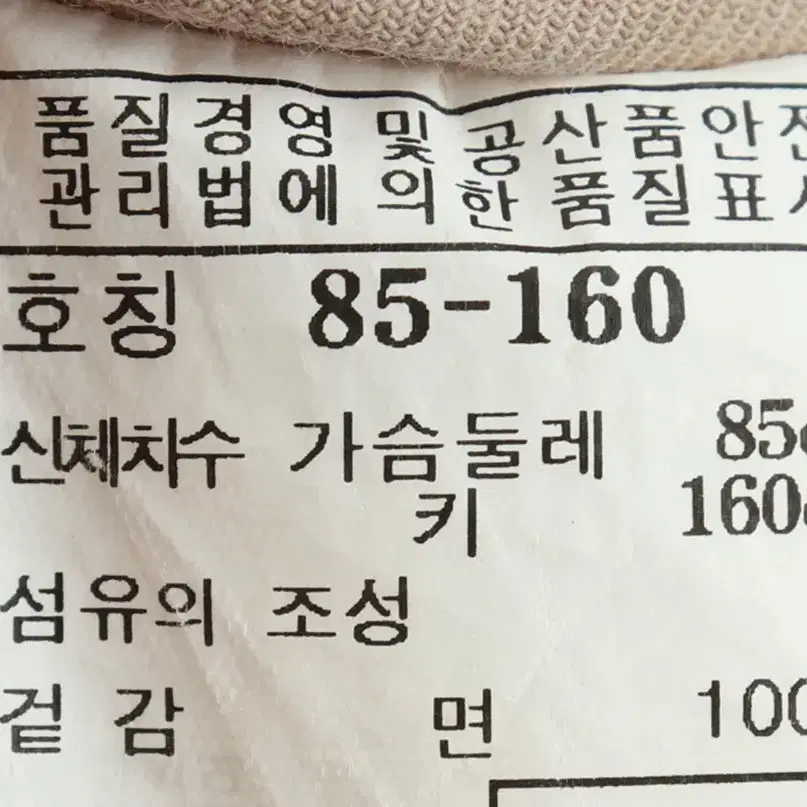 품질경영 및 공산품안전
관리법에 의한 품질표시
호칭 85-160
신체치수 가슴둘레 85c
키 160c
섬유의 조성
겉감 면 100